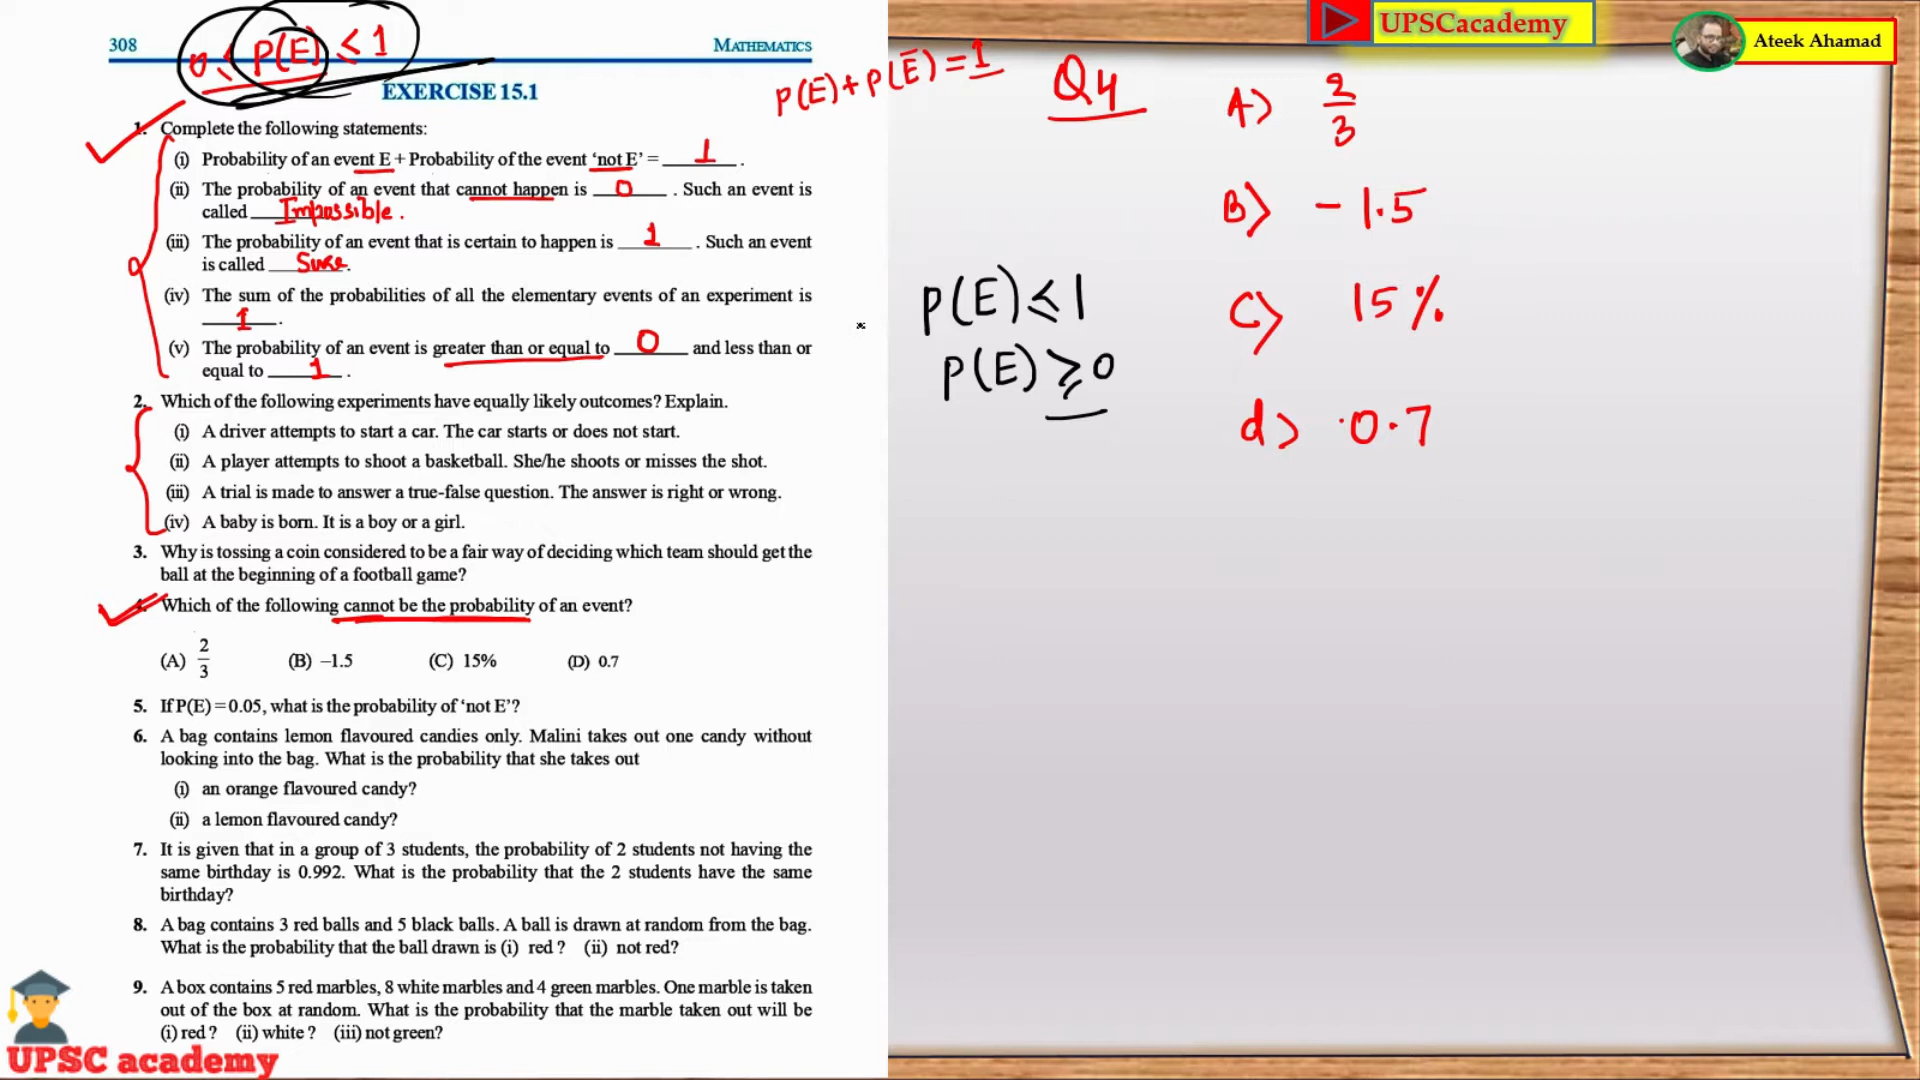 308
0 ≤ P(E) ≤ 1
MATHEMATICS
EXERCISE 15.1
1. Complete the following statements:
(i) Probability of an event E + Probability of the event ‘not E’ = 1 .
(ii) The probability of an event that cannot happen is 0 . Such an event is
called Impossible.
(iii) The probability of an event that is certain to happen is 1 . Such an event
is called Sure.
(iv) The sum of the probabilities of all the elementary events of an experiment is
1 .
(v) The probability of an event is greater than or equal to 0 and less than or
equal to 1 .
2. Which of the following experiments have equally likely outcomes? Explain.
(i) A driver attempts to start a car. The car starts or does not start.
(ii) A player attempts to shoot a basketball. She/he shoots or misses the shot.
(iii) A trial is made to answer a true-false question. The answer is right or wrong.
(iv) A baby is born. It is a boy or a girl.
3. Why is tossing a coin considered to be a fair way of deciding which team should get the
ball at the beginning of a football game?
4. Which of the following cannot be the probability of an event?
(A) 2/3 (B) –1.5 (C) 15% (D) 0.7
5. If P(E) = 0.05, what is the probability of ‘not E’?
6. A bag contains lemon flavoured candies only. Malini takes out one candy without
looking into the bag. What is the probability that she takes out
(i) an orange flavoured candy?
(ii) a lemon flavoured candy?
7. It is given that in a group of 3 students, the probability of 2 students not having the
same birthday is 0.992. What is the probability that the 2 students have the same
birthday?
8. A bag contains 3 red balls and 5 black balls. A ball is drawn at random from the bag.
What is the probability that the ball drawn is (i) red ? (ii) not red?
9. A box contains 5 red marbles, 8 white marbles and 4 green marbles. One marble is taken
out of the box at random. What is the probability that the marble taken out will be
(i) red ? (ii) white ? (iii) not green?
UPSC academy
UPSCacademy
Ateek Ahamad
P(E) + P(E̅) = 1
Q4
A> 2/3
B> -1.5
C> 15%
d> 0.7
P(E) ≤ 1
P(E) ≥ 0